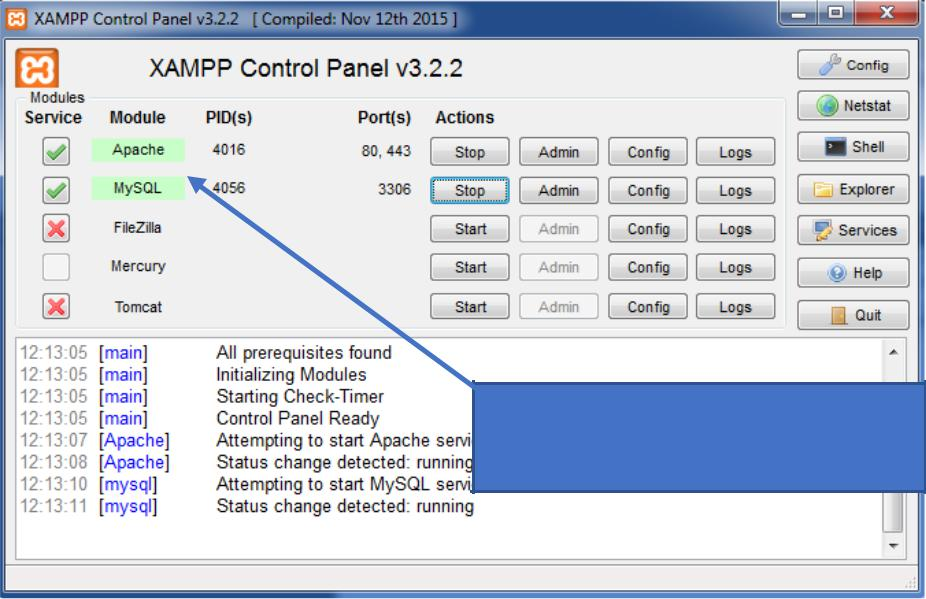 XAMPP Control Panel v3.2.2 [ Compiled: Nov 12th 2015 ]
XAMPP Control Panel v3.2.2
Config
Modules
Service Module PID(s) Port(s) Actions
Netstat
Apache 4016 80, 443 Stop Admin Config Logs
Shell
MySQL 4056 3306 Stop Admin Config Logs
Explorer
FileZilla Start Admin Config Logs
Services
Mercury Start Admin Config Logs
Help
Tomcat Start Admin Config Logs
Quit
12:13:05 [main] All prerequisites found
12:13:05 [main] Initializing Modules
12:13:05 [main] Starting Check-Timer
12:13:05 [main] Control Panel Ready
12:13:07 [Apache] Attempting to start Apache servi
12:13:08 [Apache] Status change detected: running
12:13:10 [mysql] Attempting to start MySQL servi
12:13:11 [mysql] Status change detected: running